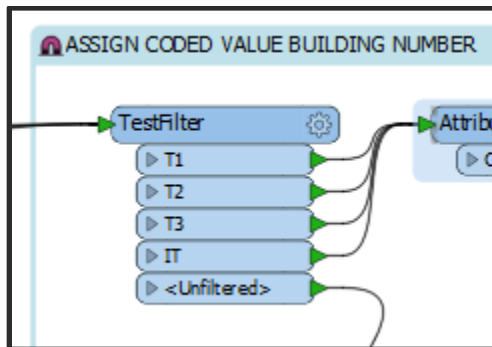 ASSIGN CODED VALUE BUILDING NUMBER
TestFilter
T1
T2
T3
IT
<Unfiltered>